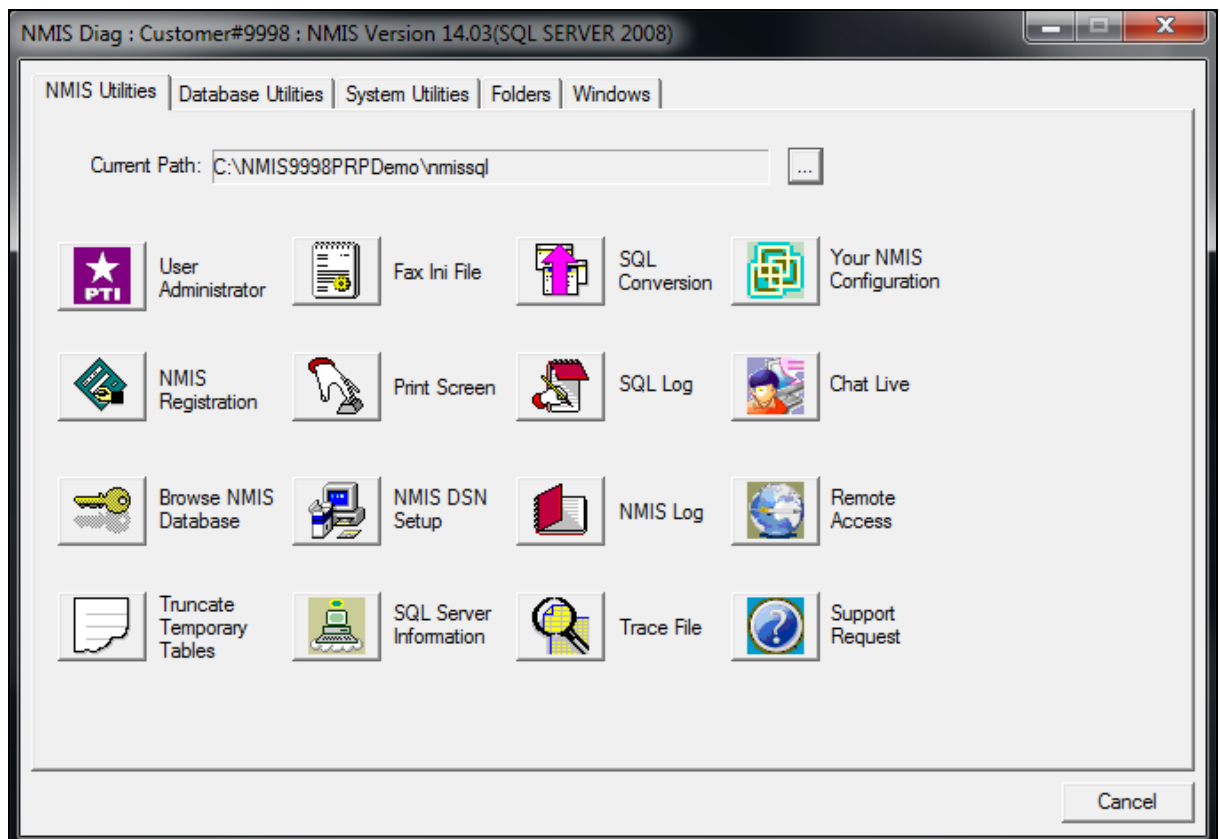 NMIS Diag : Customer#9998 : NMIS Version 14.03(SQL SERVER 2008)
NMIS Utilities
Database Utilities
System Utilities
Folders
Windows
Current Path:
C:\NMIS9998PRPDemo\nmissql
...
PTI
User
Administrator
Fax Ini File
SQL
Conversion
Your NMIS
Configuration
NMIS
Registration
Print Screen
SQL Log
Chat Live
Browse NMIS
Database
NMIS DSN
Setup
NMIS Log
Remote
Access
Truncate
Temporary
Tables
SQL Server
Information
Trace File
Support
Request
Cancel